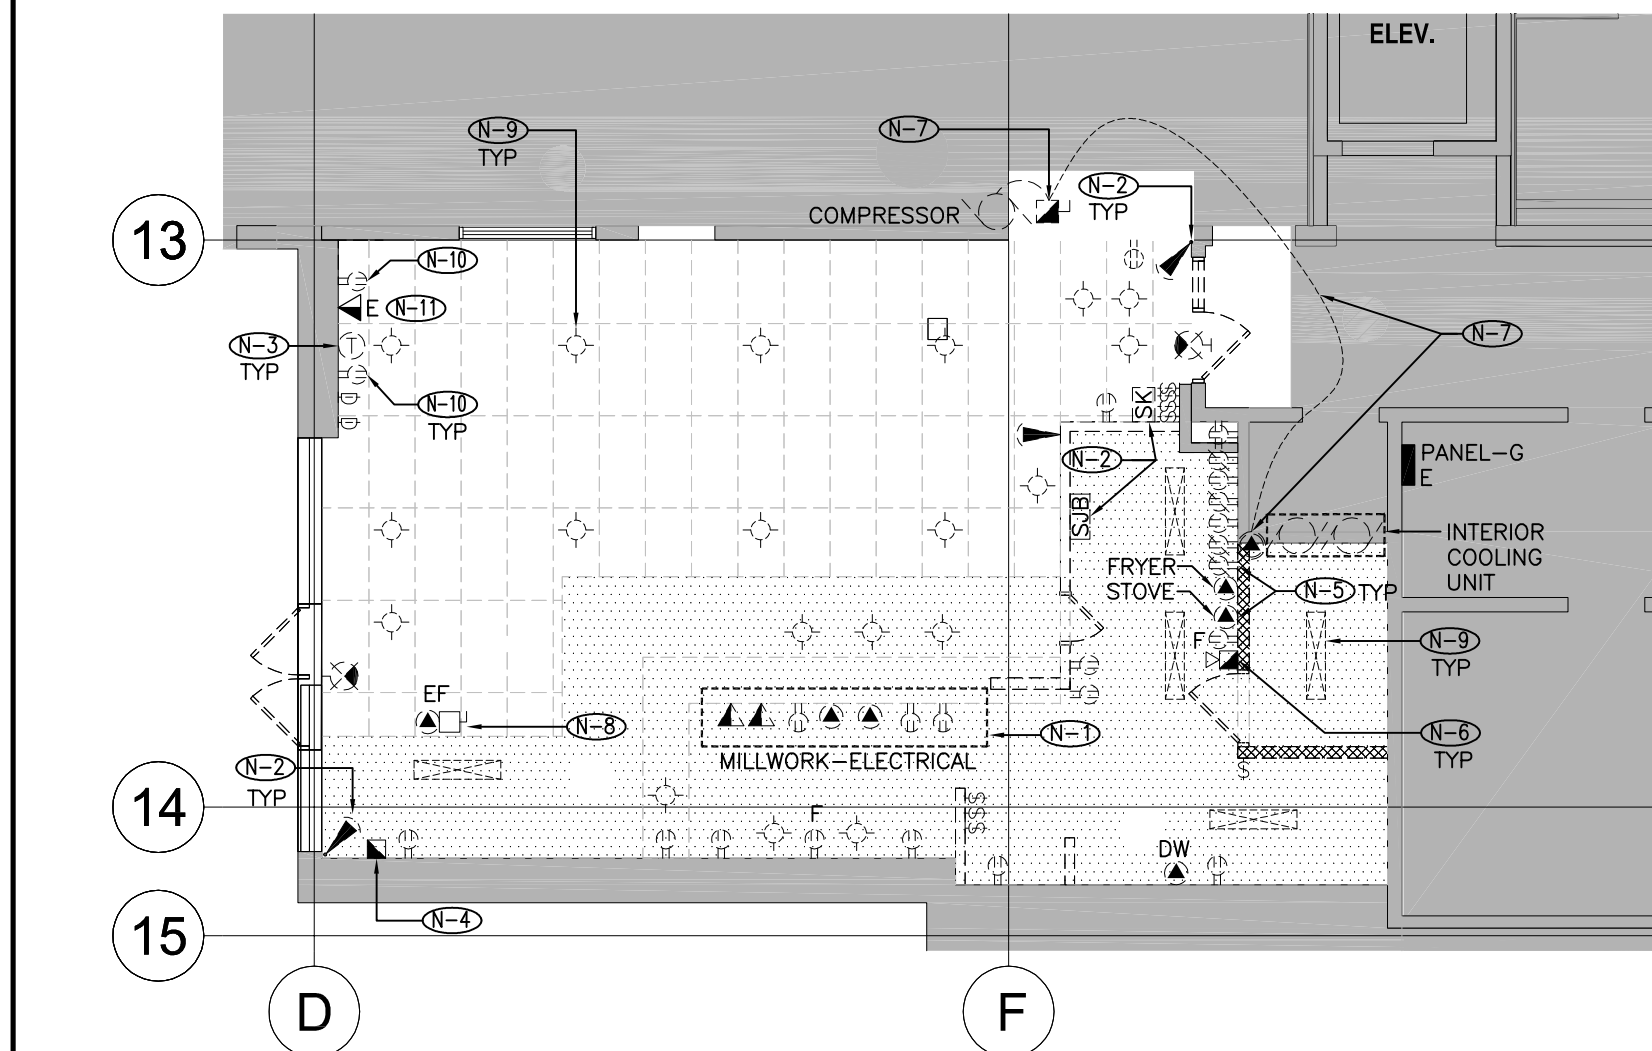 ELEV.
N-9
TYP
N-7
N-2
TYP
COMPRESSOR
13
N-10
E
N-11
N-3
TYP
N-7
N-10
TYP
SK
SSSS
D
D
N-2
PANEL-G
E
SJB
INTERIOR
COOLING
UNIT
FRYER
STOVE
N-5
TYP
F
N-9
TYP
EF
N-8
N-1
N-6
TYP
MILLWORK-ELECTRICAL
N-2
TYP
S
14
F
SSS
DW
N-4
15
D
F